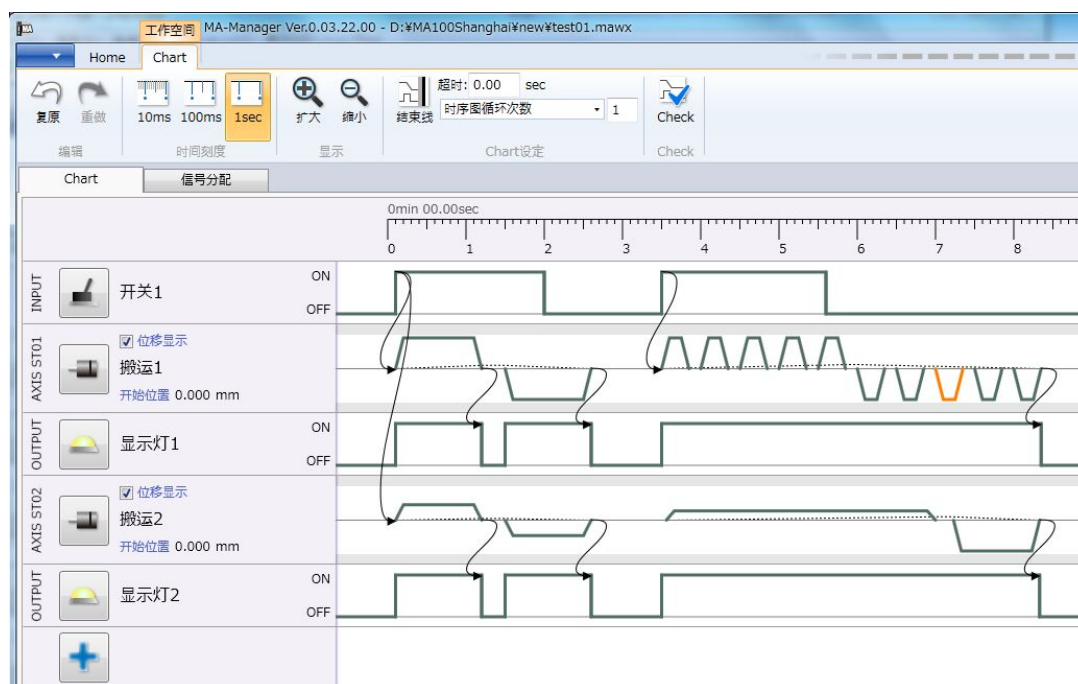 工作空间 MA-Manager Ver.0.03.22.00 - D:¥MA100Shanghai¥new¥test01.mawx
Home Chart
超时: 0.00 sec
时序图循环次数 1
复原 重做 10ms 100ms 1sec 扩大 缩小 结束线 Check
编辑 时间刻度 显示 Chart设定 Check
Chart 信号分配
0min 00.00sec
0 1 2 3 4 5 6 7 8
INPUT 开关1 ON
OFF
AXIS ST01 位移显示
搬运1
开始位置 0.000 mm
OUTPUT 显示灯1 ON
OFF
AXIS ST02 位移显示
搬运2
开始位置 0.000 mm
OUTPUT 显示灯2 ON
OFF